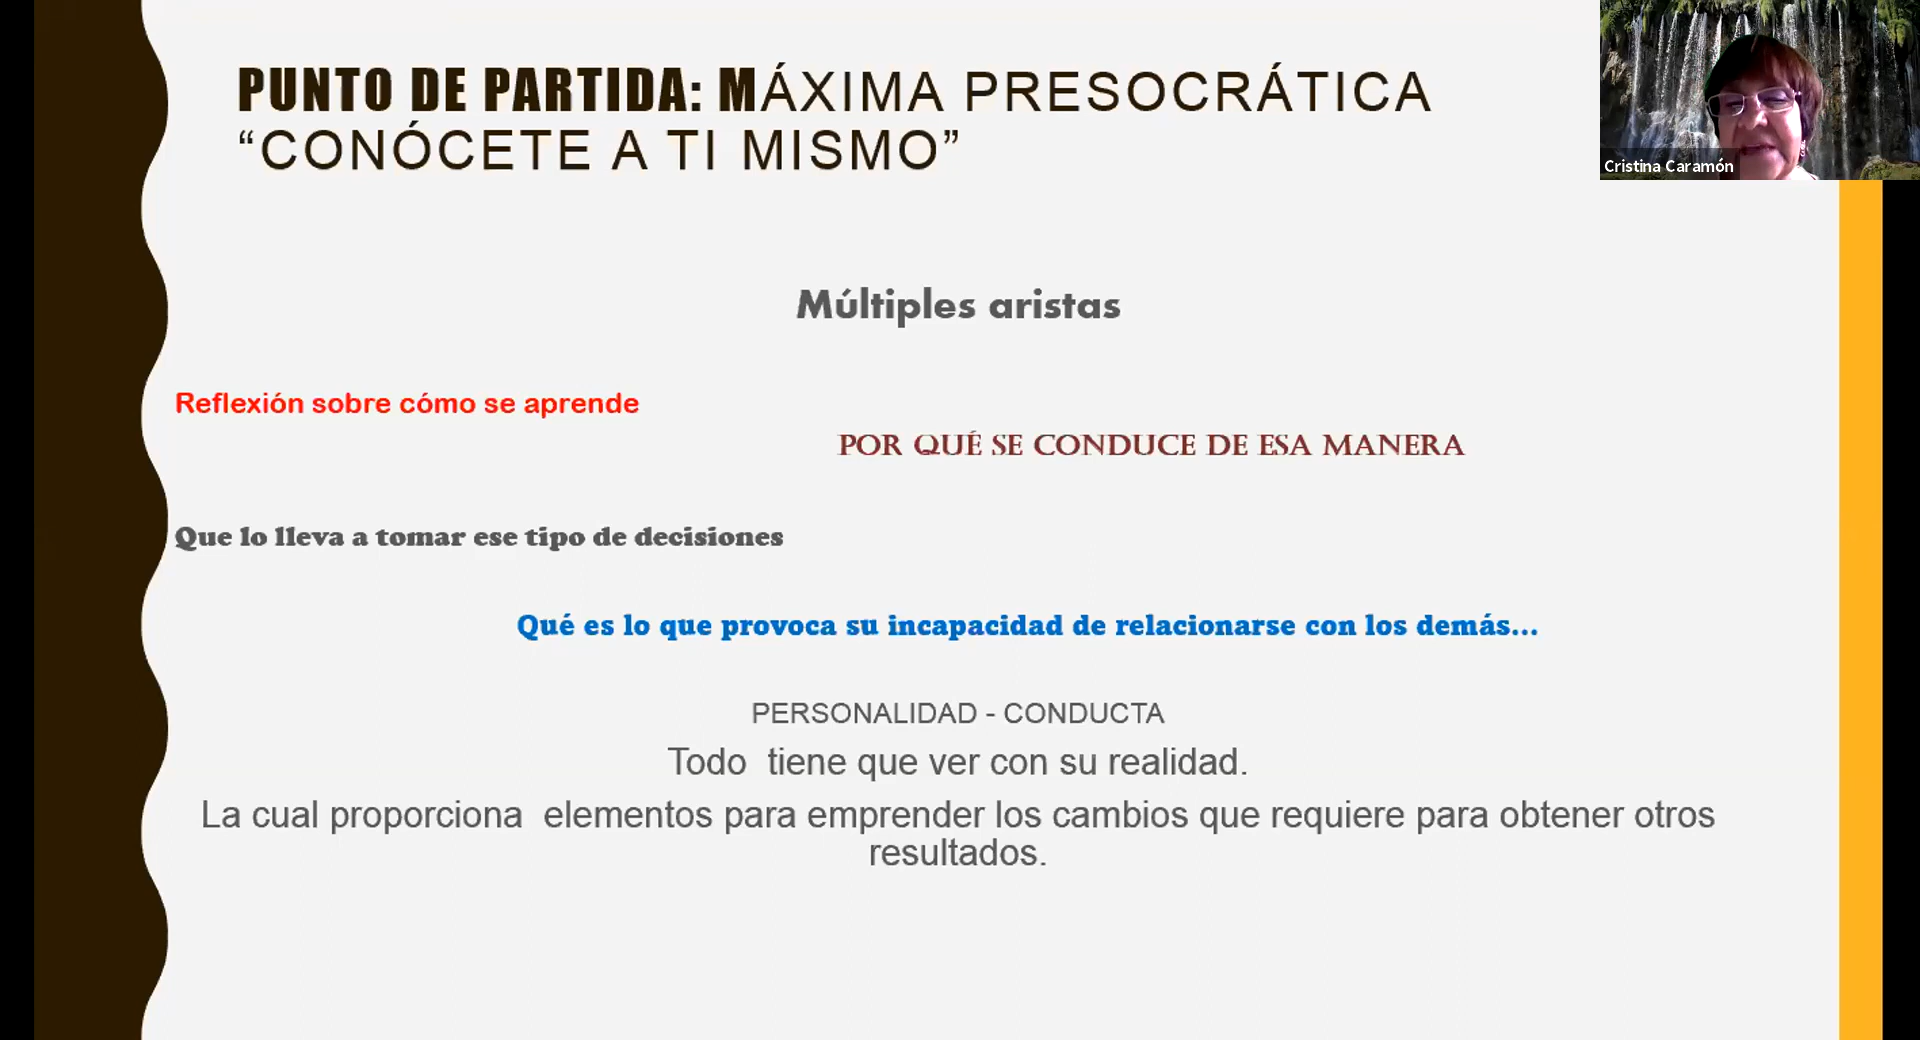 PUNTO DE PARTIDA: MÁXIMA PRESOCRÁTICA
“CONÓCETE A TI MISMO”
Cristina Caramón
Múltiples aristas
Reflexión sobre cómo se aprende
POR QUÉ SE CONDUCE DE ESA MANERA
Que lo lleva a tomar ese tipo de decisiones
Qué es lo que provoca su incapacidad de relacionarse con los demás...
PERSONALIDAD - CONDUCTA
Todo tiene que ver con su realidad.
La cual proporciona elementos para emprender los cambios que requiere para obtener otros
resultados.